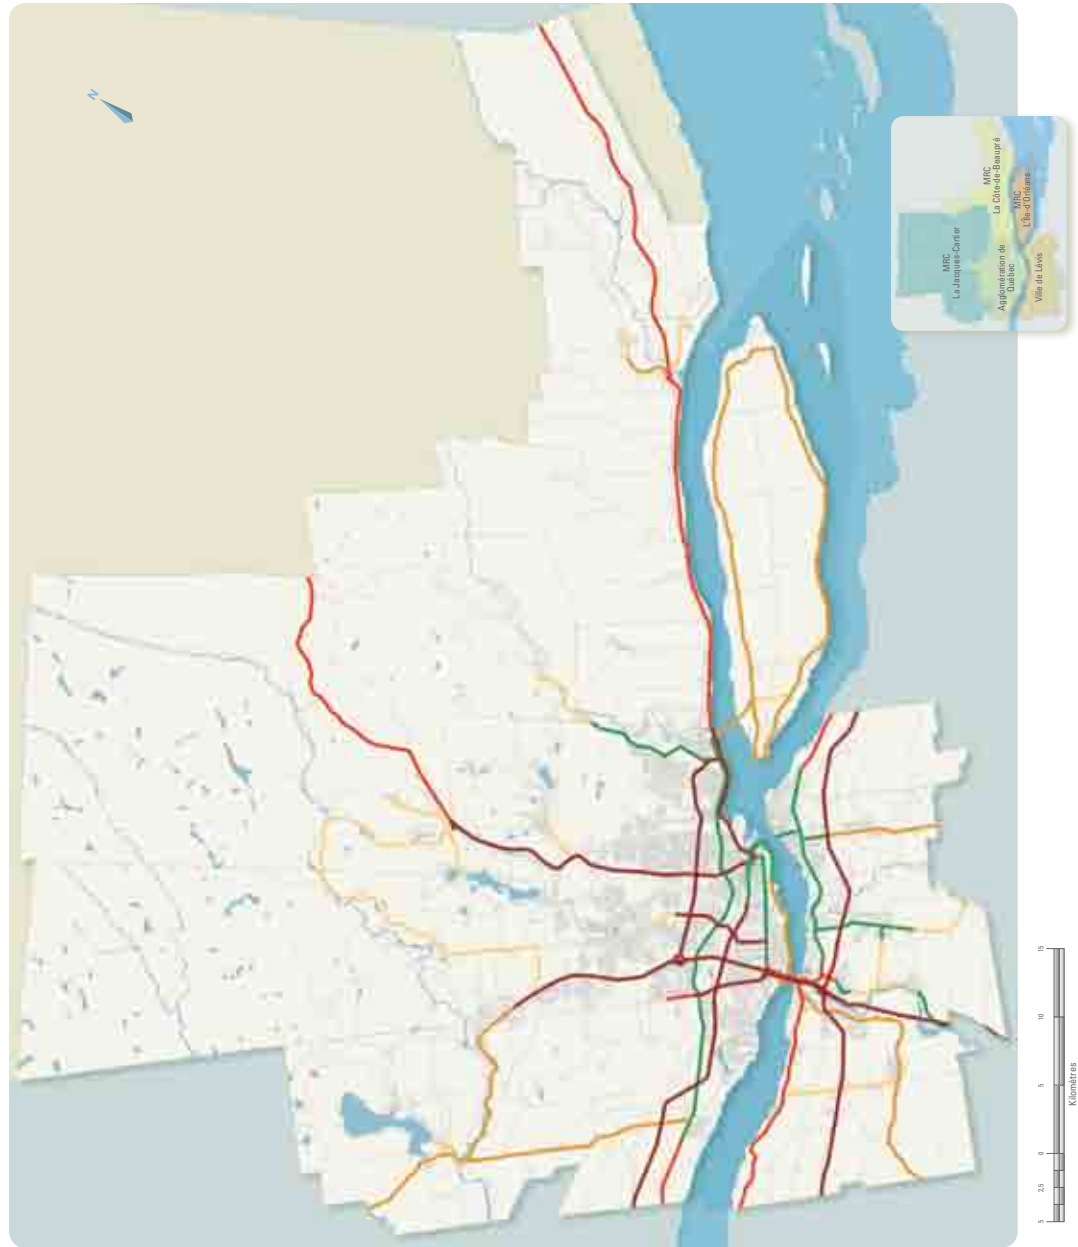 N
MRC
La Côte-de-Beaupré
MRC
L'Île-d'Orléans
MRC
La Jacques-Cartier
Agglomération de
Québec
Ville de Lévis
5 2,5 0 5 10 15
Kilomètres